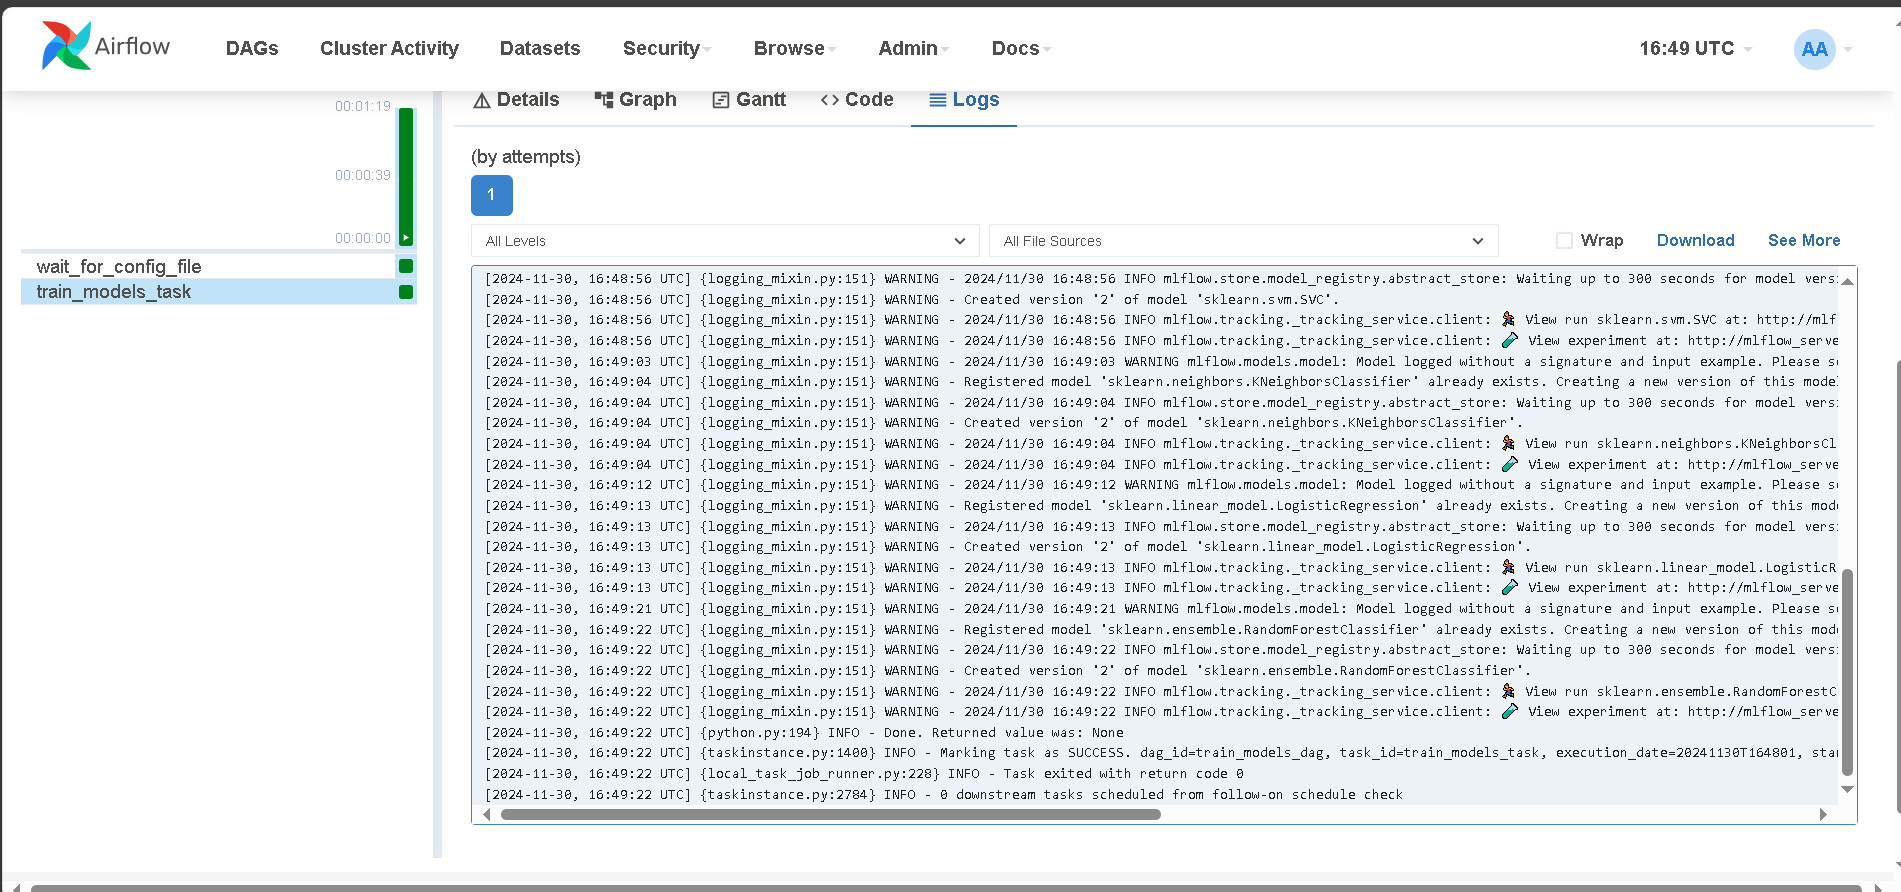 Airflow
DAGs
Cluster Activity
Datasets
Security
Browse
Admin
Docs
16:49 UTC
AA
00:01:19
00:00:39
00:00:00
wait_for_config_file
train_models_task
Details
Graph
Gantt
Code
Logs
(by attempts)
1
All Levels
All File Sources
Wrap
Download
See More
[2024-11-30, 16:48:56 UTC] {logging_mixin.py:151} WARNING - 2024/11/30 16:48:56 INFO mlflow.store.model_registry.abstract_store: Waiting up to 300 seconds for model vers
[2024-11-30, 16:48:56 UTC] {logging_mixin.py:151} WARNING - Created version '2' of model 'sklearn.svm.SVC'.
[2024-11-30, 16:48:56 UTC] {logging_mixin.py:151} WARNING - 2024/11/30 16:48:56 INFO mlflow.tracking._tracking_service.client: 🏃 View run sklearn.svm.SVC at: http://mlf
[2024-11-30, 16:48:56 UTC] {logging_mixin.py:151} WARNING - 2024/11/30 16:48:56 INFO mlflow.tracking._tracking_service.client: 🧪 View experiment at: http://mlflow_serve
[2024-11-30, 16:49:03 UTC] {logging_mixin.py:151} WARNING - 2024/11/30 16:49:03 WARNING mlflow.models.model: Model logged without a signature and input example. Please s
[2024-11-30, 16:49:04 UTC] {logging_mixin.py:151} WARNING - Registered model 'sklearn.neighbors.KNeighborsClassifier' already exists. Creating a new version of this model
[2024-11-30, 16:49:04 UTC] {logging_mixin.py:151} WARNING - 2024/11/30 16:49:04 INFO mlflow.store.model_registry.abstract_store: Waiting up to 300 seconds for model vers
[2024-11-30, 16:49:04 UTC] {logging_mixin.py:151} WARNING - Created version '2' of model 'sklearn.neighbors.KNeighborsClassifier'.
[2024-11-30, 16:49:04 UTC] {logging_mixin.py:151} WARNING - 2024/11/30 16:49:04 INFO mlflow.tracking._tracking_service.client: 🏃 View run sklearn.neighbors.KNeighborsCl
[2024-11-30, 16:49:04 UTC] {logging_mixin.py:151} WARNING - 2024/11/30 16:49:04 INFO mlflow.tracking._tracking_service.client: 🧪 View experiment at: http://mlflow_serve
[2024-11-30, 16:49:12 UTC] {logging_mixin.py:151} WARNING - 2024/11/30 16:49:12 WARNING mlflow.models.model: Model logged without a signature and input example. Please s
[2024-11-30, 16:49:13 UTC] {logging_mixin.py:151} WARNING - Registered model 'sklearn.linear_model.LogisticRegression' already exists. Creating a new version of this mod
[2024-11-30, 16:49:13 UTC] {logging_mixin.py:151} WARNING - 2024/11/30 16:49:13 INFO mlflow.store.model_registry.abstract_store: Waiting up to 300 seconds for model vers
[2024-11-30, 16:49:13 UTC] {logging_mixin.py:151} WARNING - Created version '2' of model 'sklearn.linear_model.LogisticRegression'.
[2024-11-30, 16:49:13 UTC] {logging_mixin.py:151} WARNING - 2024/11/30 16:49:13 INFO mlflow.tracking._tracking_service.client: 🏃 View run sklearn.linear_model.LogisticR
[2024-11-30, 16:49:13 UTC] {logging_mixin.py:151} WARNING - 2024/11/30 16:49:13 INFO mlflow.tracking._tracking_service.client: 🧪 View experiment at: http://mlflow_serve
[2024-11-30, 16:49:21 UTC] {logging_mixin.py:151} WARNING - 2024/11/30 16:49:21 WARNING mlflow.models.model: Model logged without a signature and input example. Please s
[2024-11-30, 16:49:22 UTC] {logging_mixin.py:151} WARNING - Registered model 'sklearn.ensemble.RandomForestClassifier' already exists. Creating a new version of this mod
[2024-11-30, 16:49:22 UTC] {logging_mixin.py:151} WARNING - 2024/11/30 16:49:22 INFO mlflow.store.model_registry.abstract_store: Waiting up to 300 seconds for model vers
[2024-11-30, 16:49:22 UTC] {logging_mixin.py:151} WARNING - Created version '2' of model 'sklearn.ensemble.RandomForestClassifier'.
[2024-11-30, 16:49:22 UTC] {logging_mixin.py:151} WARNING - 2024/11/30 16:49:22 INFO mlflow.tracking._tracking_service.client: 🏃 View run sklearn.ensemble.RandomForestC
[2024-11-30, 16:49:22 UTC] {logging_mixin.py:151} WARNING - 2024/11/30 16:49:22 INFO mlflow.tracking._tracking_service.client: 🧪 View experiment at: http://mlflow_serve
[2024-11-30, 16:49:22 UTC] {python.py:194} INFO - Done. Returned value was: None
[2024-11-30, 16:49:22 UTC] {taskinstance.py:1400} INFO - Marking task as SUCCESS. dag_id=train_models_dag, task_id=train_models_task, execution_date=20241130T164801, star
[2024-11-30, 16:49:22 UTC] {local_task_job_runner.py:228} INFO - Task exited with return code 0
[2024-11-30, 16:49:22 UTC] {taskinstance.py:2784} INFO - 0 downstream tasks scheduled from follow-on schedule check